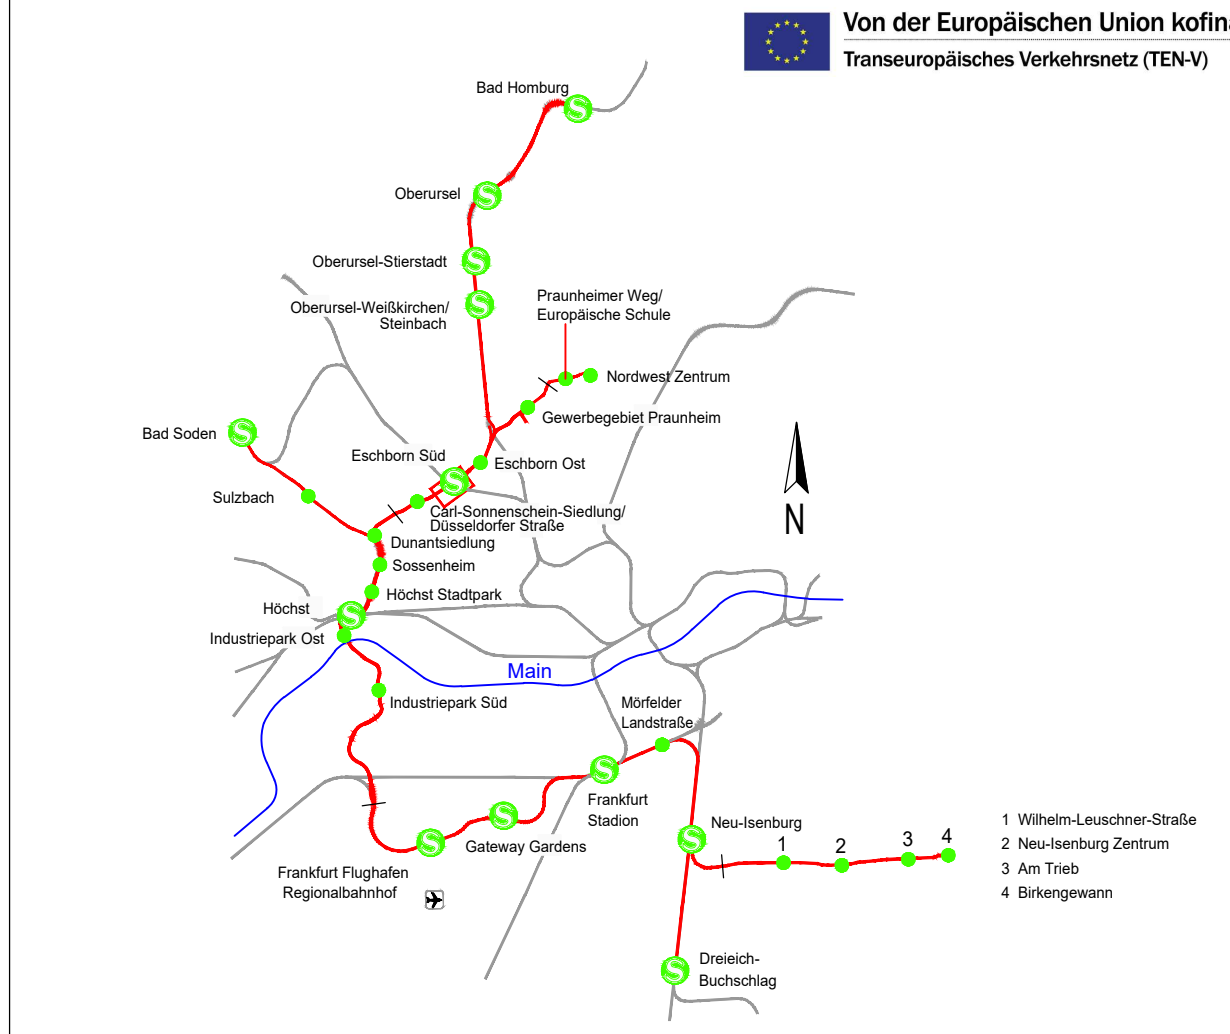 Von der Europäischen Union kofin
Transeuropäisches Verkehrsnetz (TEN-V)
Bad Homburg
Oberursel
Oberursel-Stierstadt
Oberursel-Weißkirchen/
Steinbach
Praunheimer Weg/
Europäische Schule
Nordwest Zentrum
Gewerbegebiet Praunheim
Bad Soden
Eschborn Süd
Eschborn Ost
Sulzbach
Carl-Sonnenschein-Siedlung/
Düsseldorfer Straße
N
Dunantsiedlung
Sossenheim
Höchst Stadtpark
Höchst
Industriepark Ost
Main
Industriepark Süd
Mörfelder
Landstraße
Frankfurt
Stadion
Gateway Gardens
Frankfurt Flughafen
Regionalbahnhof
Neu-Isenburg
1
2
3
4
1 Wilhelm-Leuschner-Straße
2 Neu-Isenburg Zentrum
3 Am Trieb
4 Birkengewann
Dreieich-
Buchschlag